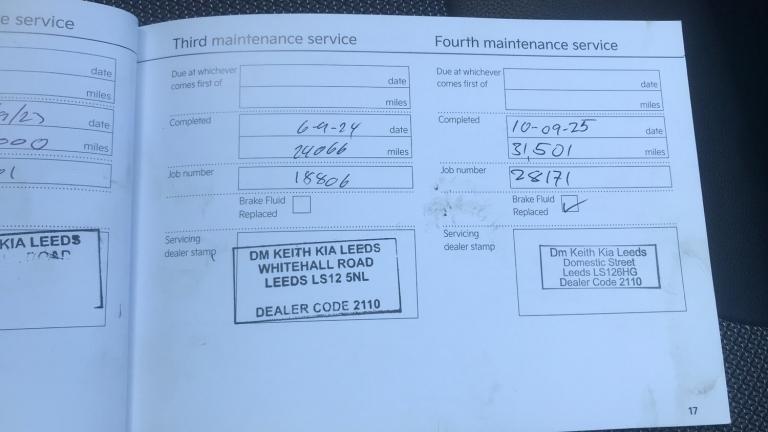 e service
date
miles
9/23
date
000
miles
KIA LEEDS
ROAD
Third maintenance service
Due at whichever
comes first of
date
miles
Completed
6-9-24
date
24066
miles
Job number
18806
Brake Fluid
Replaced
Servicing
dealer stamp
DM KEITH KIA LEEDS
WHITEHALL ROAD
LEEDS LS12 5NL
DEALER CODE 2110
Fourth maintenance service
Due at whichever
comes first of
date
miles
Completed
10-09-25
date
31,501
miles
Job number
28171
Brake Fluid
Replaced
Servicing
dealer stamp
Dm Keith Kia Leeds
Domestic Street
Leeds LS126HG
Dealer Code 2110
17